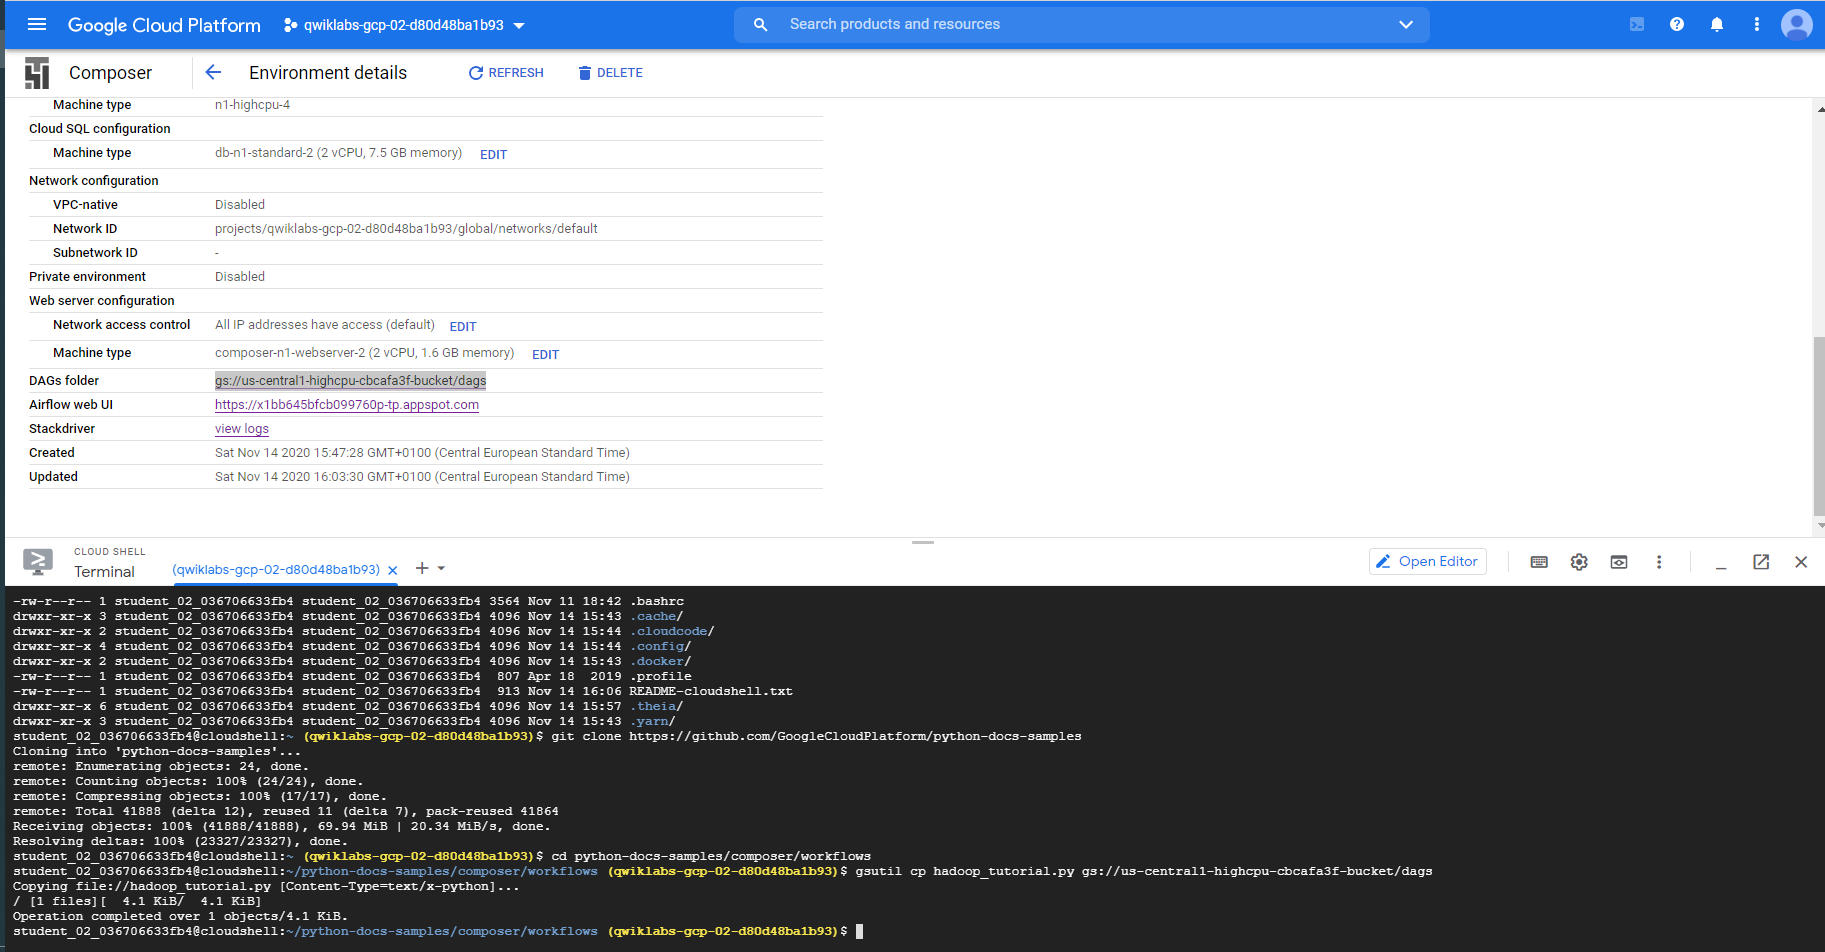 Google Cloud Platform qwiklabs-gcp-02-d80d48ba1b93 Search products and resources
Composer Environment details REFRESH DELETE
Machine type n1-highcpu-4
Cloud SQL configuration
Machine type db-n1-standard-2 (2 vCPU, 7.5 GB memory) EDIT
Network configuration
VPC-native Disabled
Network ID projects/qwiklabs-gcp-02-d80d48ba1b93/global/networks/default
Subnetwork ID -
Private environment Disabled
Web server configuration
Network access control All IP addresses have access (default) EDIT
Machine type composer-n1-webserver-2 (2 vCPU, 1.6 GB memory) EDIT
DAGs folder gs://us-central1-highcpu-cbcafa3f-bucket/dags
Airflow web UI https://x1bb645bfcb099760p-tp.appspot.com
Stackdriver view logs
Created Sat Nov 14 2020 15:47:28 GMT+0100 (Central European Standard Time)
Updated Sat Nov 14 2020 16:03:30 GMT+0100 (Central European Standard Time)
CLOUD SHELL
Terminal (qwiklabs-gcp-02-d80d48ba1b93) Open Editor
-rw-r--r-- 1 student_02_036706633fb4 student_02_036706633fb4 3564 Nov 11 18:42 .bashrc
drwxr-xr-x 3 student_02_036706633fb4 student_02_036706633fb4 4096 Nov 14 15:43 .cache/
drwxr-xr-x 2 student_02_036706633fb4 student_02_036706633fb4 4096 Nov 14 15:44 .cloudcode/
drwxr-xr-x 4 student_02_036706633fb4 student_02_036706633fb4 4096 Nov 14 15:44 .config/
drwxr-xr-x 2 student_02_036706633fb4 student_02_036706633fb4 4096 Nov 14 15:43 .docker/
-rw-r--r-- 1 student_02_036706633fb4 student_02_036706633fb4  807 Apr 18  2019 .profile
-rw-r--r-- 1 student_02_036706633fb4 student_02_036706633fb4  913 Nov 14 16:06 README-cloudshell.txt
drwxr-xr-x 6 student_02_036706633fb4 student_02_036706633fb4 4096 Nov 14 15:57 .theia/
drwxr-xr-x 3 student_02_036706633fb4 student_02_036706633fb4 4096 Nov 14 15:43 .yarn/
student_02_036706633fb4@cloudshell:~ (qwiklabs-gcp-02-d80d48ba1b93)$ git clone https://github.com/GoogleCloudPlatform/python-docs-samples
Cloning into 'python-docs-samples'...
remote: Enumerating objects: 24, done.
remote: Counting objects: 100% (24/24), done.
remote: Compressing objects: 100% (17/17), done.
remote: Total 41888 (delta 12), reused 11 (delta 7), pack-reused 41864
Receiving objects: 100% (41888/41888), 69.94 MiB | 20.34 MiB/s, done.
Resolving deltas: 100% (23327/23327), done.
student_02_036706633fb4@cloudshell:~ (qwiklabs-gcp-02-d80d48ba1b93)$ cd python-docs-samples/composer/workflows
student_02_036706633fb4@cloudshell:~/python-docs-samples/composer/workflows (qwiklabs-gcp-02-d80d48ba1b93)$ gsutil cp hadoop_tutorial.py gs://us-central1-highcpu-cbcafa3f-bucket/dags
Copying file://hadoop_tutorial.py [Content-Type=text/x-python]...
/ [1 files][  4.1 KiB/  4.1 KiB]
Operation completed over 1 objects/4.1 KiB.
student_02_036706633fb4@cloudshell:~/python-docs-samples/composer/workflows (qwiklabs-gcp-02-d80d48ba1b93)$